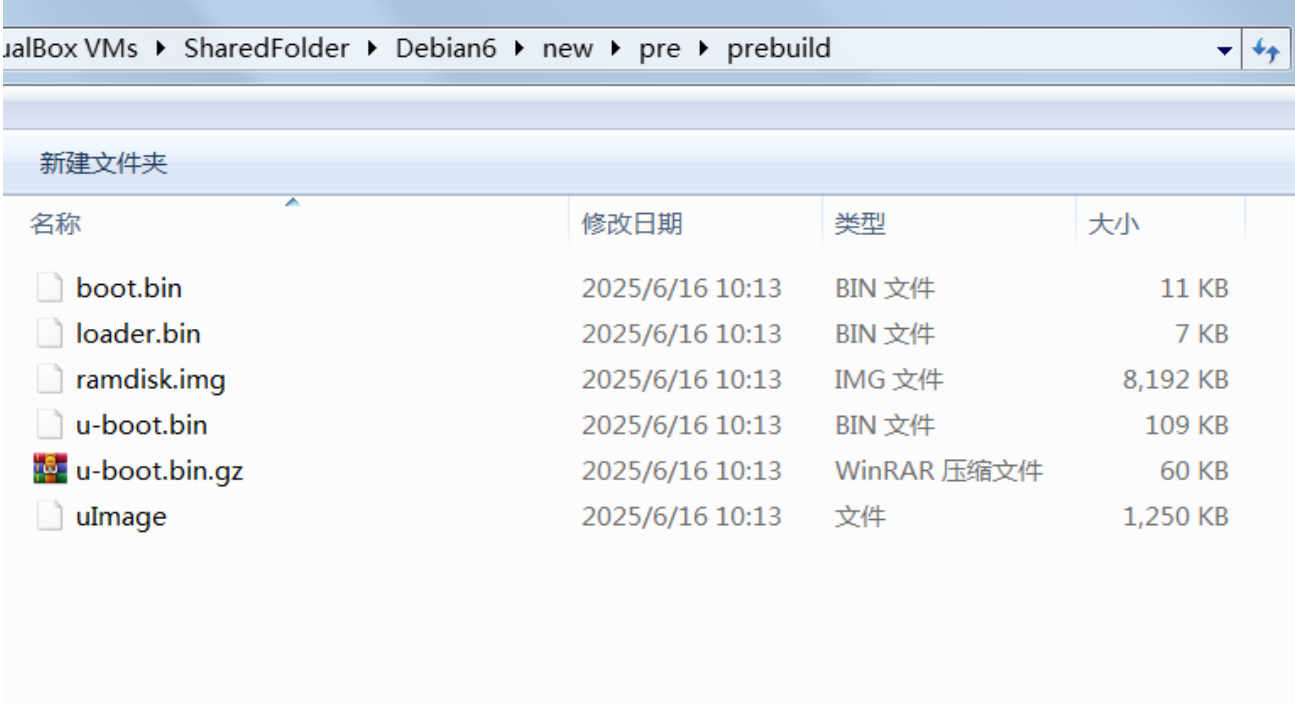 ualBox VMs SharedFolder Debian6 new pre prebuild
新建文件夹
名称 修改日期 类型 大小
boot.bin 2025/6/16 10:13 BIN 文件 11 KB
loader.bin 2025/6/16 10:13 BIN 文件 7 KB
ramdisk.img 2025/6/16 10:13 IMG 文件 8,192 KB
u-boot.bin 2025/6/16 10:13 BIN 文件 109 KB
u-boot.bin.gz 2025/6/16 10:13 WinRAR 压缩文件 60 KB
uImage 2025/6/16 10:13 文件 1,250 KB